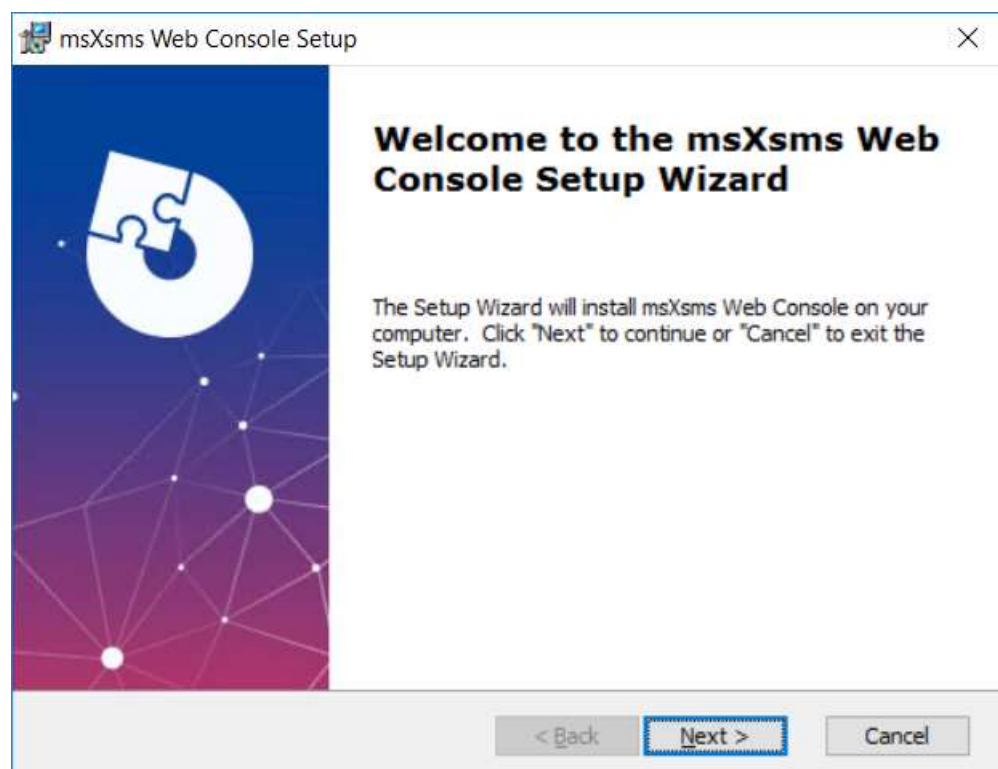 msXsms Web Console Setup
Welcome to the msXsms Web
Console Setup Wizard
The Setup Wizard will install msXsms Web Console on your
computer.  Click "Next" to continue or "Cancel" to exit the
Setup Wizard.
< Back
Next >
Cancel